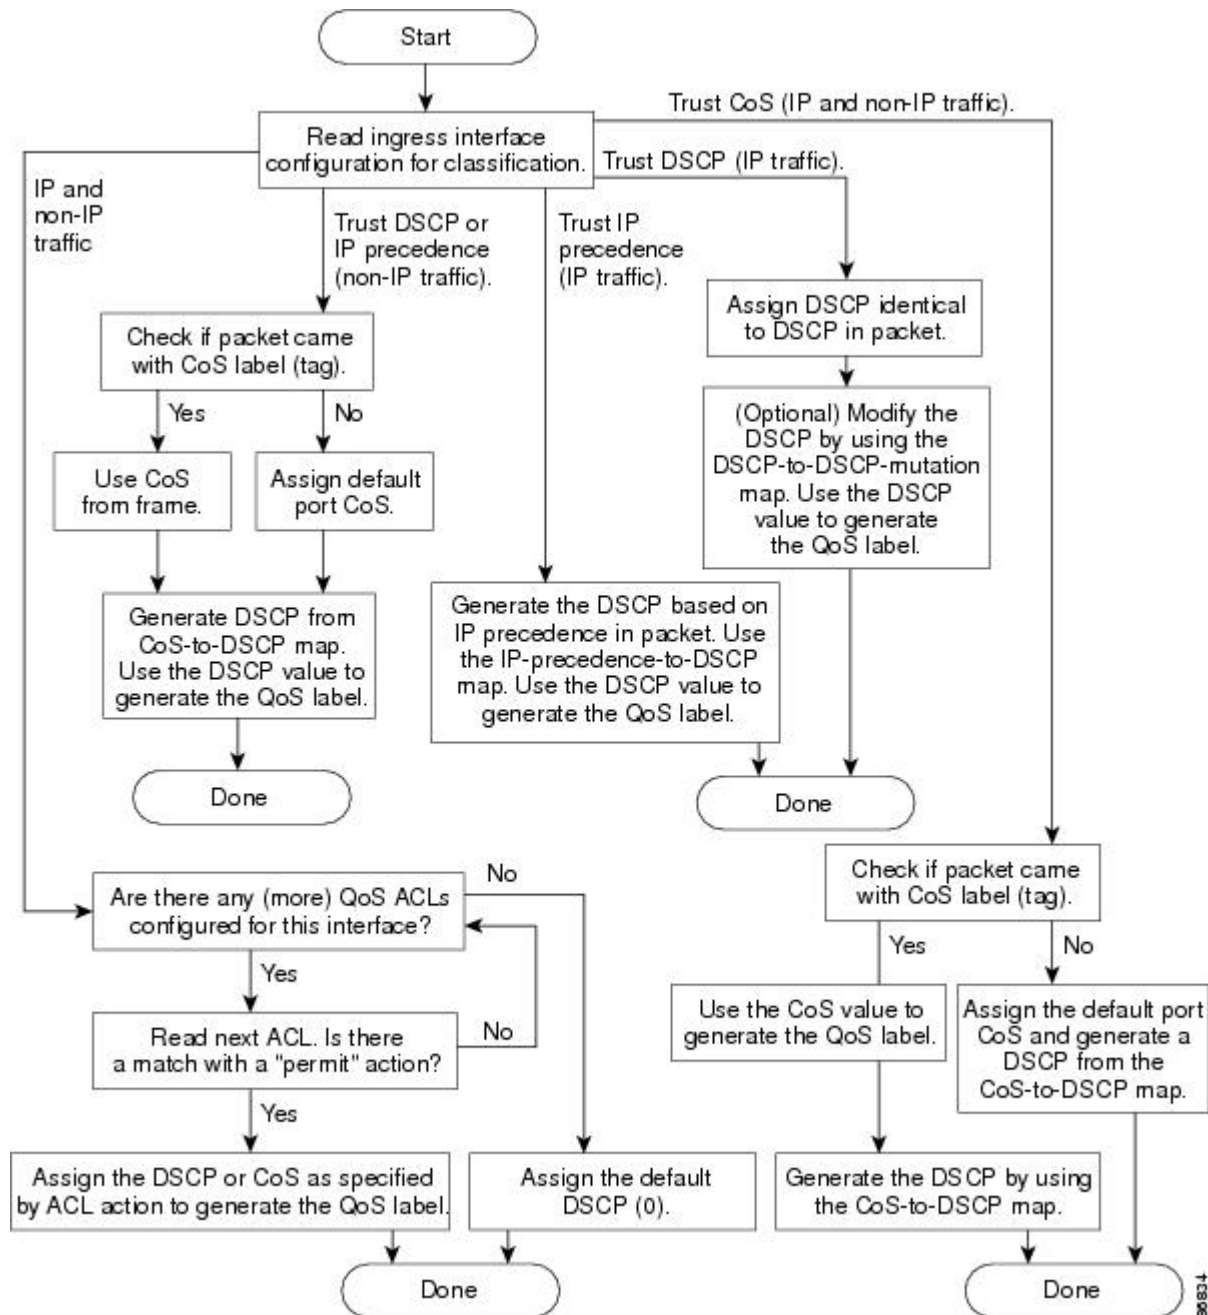 Start
Trust CoS (IP and non-IP traffic).
Read ingress interface
configuration for classification.
Trust DSCP (IP traffic).
IP and
non-IP
traffic
Trust DSCP or
IP precedence
(non-IP traffic).
Trust IP
precedence
(IP traffic).
Assign DSCP identical
to DSCP in packet.
Check if packet came
with CoS label (tag).
Yes
No
(Optional) Modify the
DSCP by using the
DSCP-to-DSCP-mutation
map. Use the DSCP
value to generate
the QoS label.
Use CoS
from frame.
Assign default
port CoS.
Generate DSCP from
CoS-to-DSCP map.
Use the DSCP value to
generate the QoS label.
Generate the DSCP based on
IP precedence in packet. Use
the IP-precedence-to-DSCP
map. Use the DSCP value to
generate the QoS label.
Done
Done
Are there any (more) QoS ACLs
configured for this interface?
No
Check if packet came
with CoS label (tag).
Yes
Yes
No
Read next ACL. Is there
a match with a "permit" action?
No
Use the CoS value to
generate the QoS label.
Assign the default port
CoS and generate a
DSCP from the
CoS-to-DSCP map.
Yes
Assign the DSCP or CoS as specified
by ACL action to generate the QoS label.
Assign the default
DSCP (0).
Generate the DSCP by using
the CoS-to-DSCP map.
Done
Done
86834